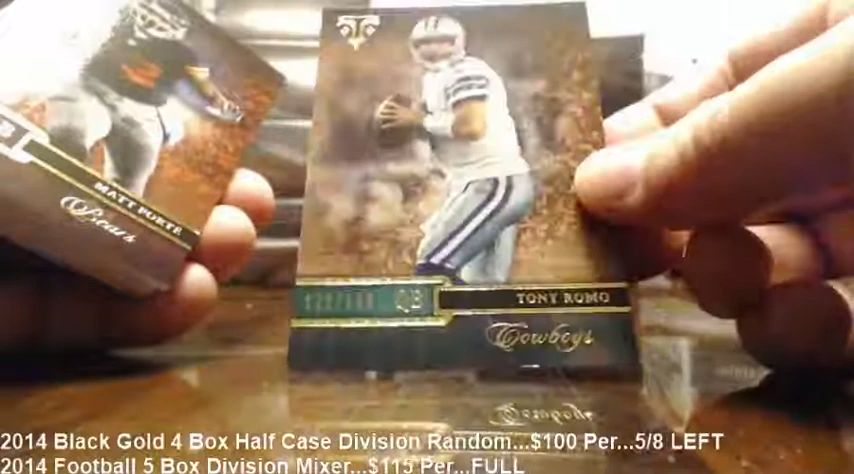 MATT FORTE
Bears
QB
TONY ROMO
Cowboys
2014 Black Gold 4 Box Half Case Division Random...$100 Per...5/8 LEFT
2014 Football 5 Box Division Mixer...$115 Per...FULL